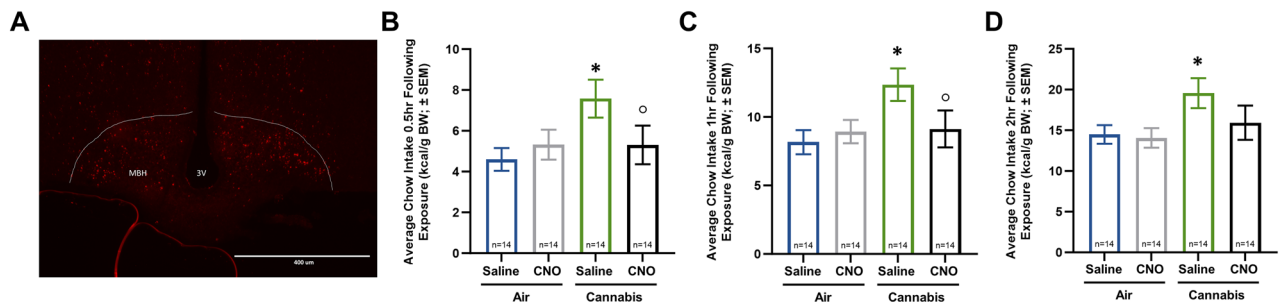 A
MBH
3V
400 um
B
Average Chow Intake 0.5hr Following
Exposure (kcal/g BW; ± SEM)
10
8
6
4
2
0
*
n=14
n=14
n=14
n=14
Saline
CNO
Saline
CNO
Air
Cannabis
C
Average Chow Intake 1hr Following
Exposure (kcal/g BW; ± SEM)
15
10
5
0
*
n=14
n=14
n=14
n=14
Saline
CNO
Saline
CNO
Air
Cannabis
D
Average Chow Intake 2hr Following
Exposure (kcal/g BW; ± SEM)
25
20
15
10
5
0
*
n=14
n=14
n=14
n=14
Saline
CNO
Saline
CNO
Air
Cannabis